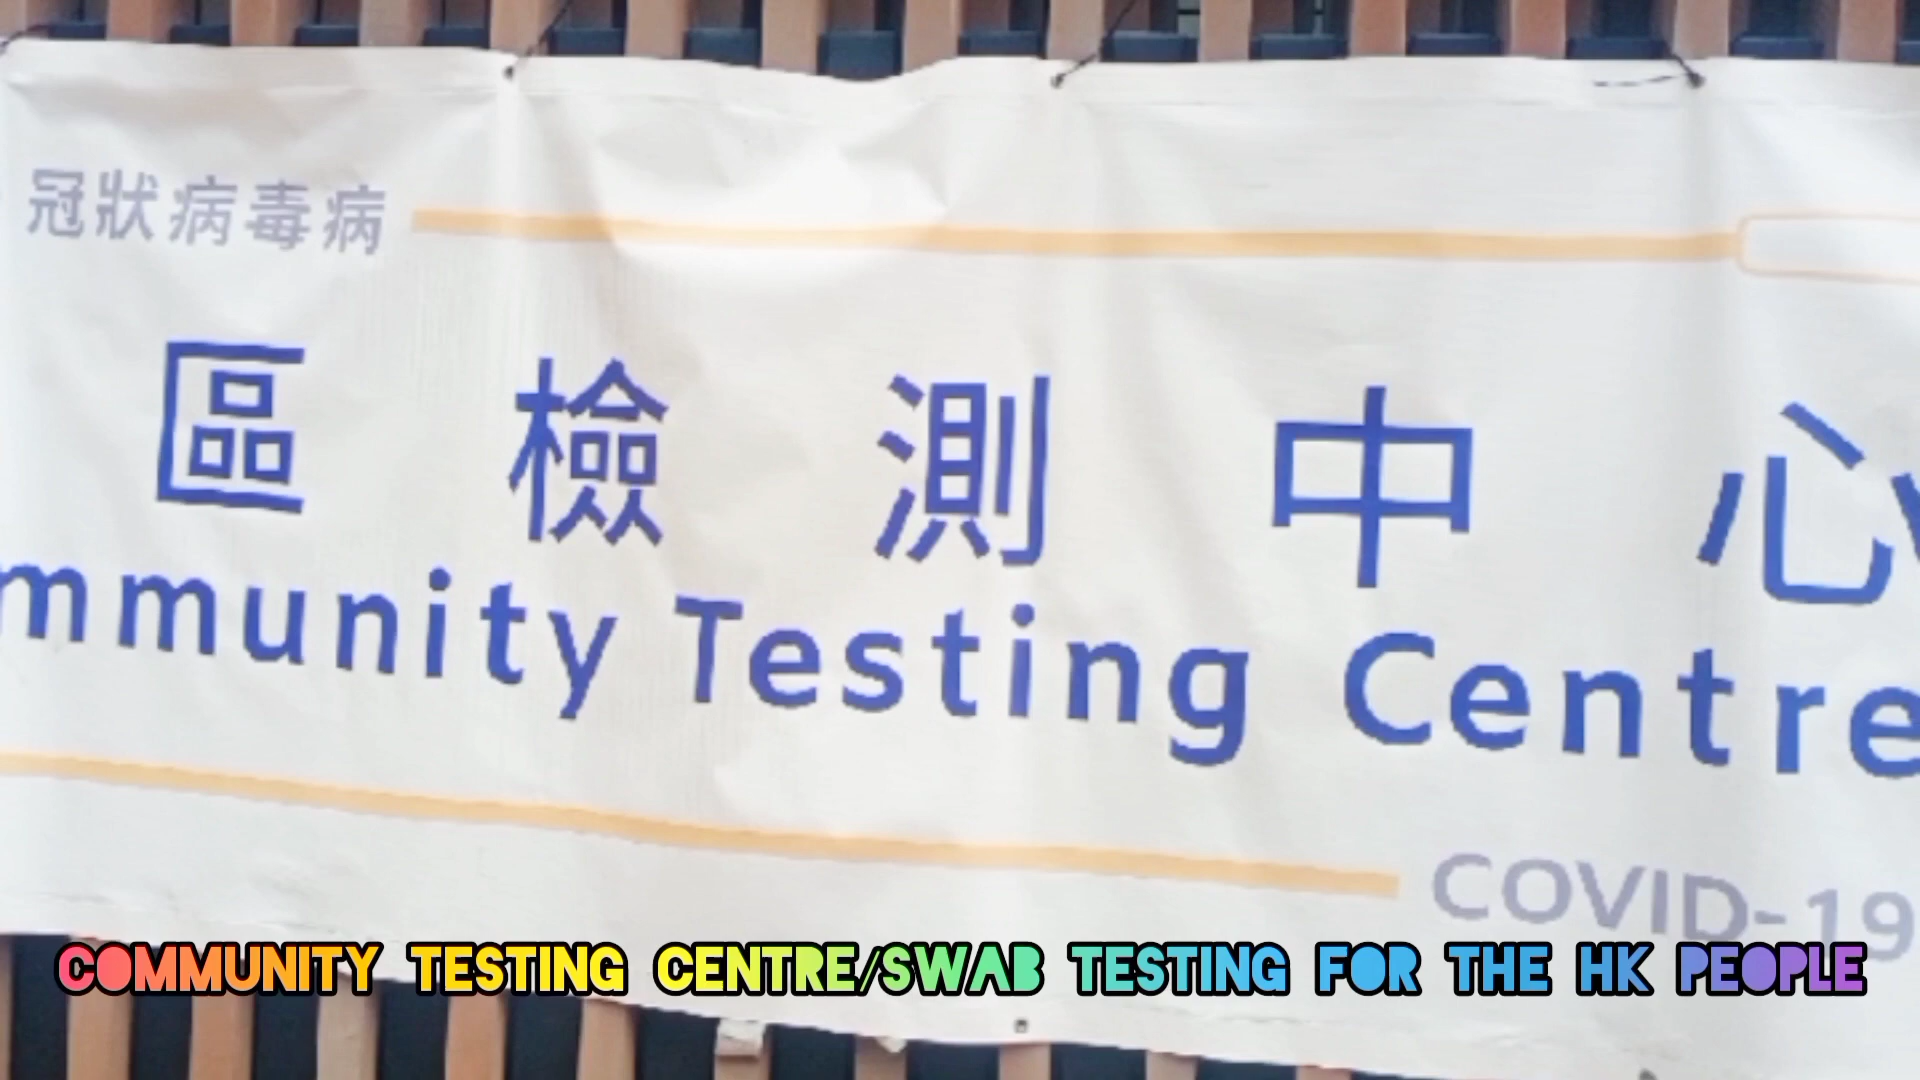 冠狀病毒病
區檢測中心
mmunity Testing Centre
COVID-19
COMMUNITY TESTING CENTRE/SWAB TESTING FOR THE HK PEOPLE